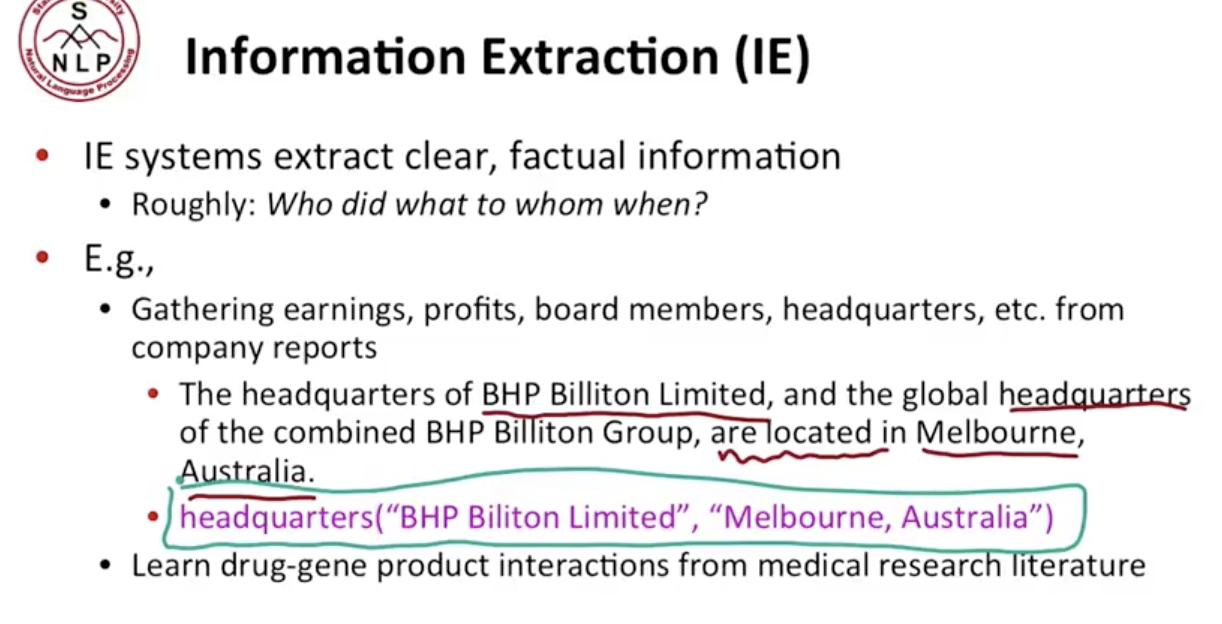 S
N L P
Natural Language Processing
Information Extraction (IE)
• IE systems extract clear, factual information
• Roughly: Who did what to whom when?
• E.g.,
• Gathering earnings, profits, board members, headquarters, etc. from
company reports
• The headquarters of BHP Billiton Limited, and the global headquarters
of the combined BHP Billiton Group, are located in Melbourne,
Australia.
• headquarters(“BHP Biliton Limited”, “Melbourne, Australia”)
• Learn drug-gene product interactions from medical research literature